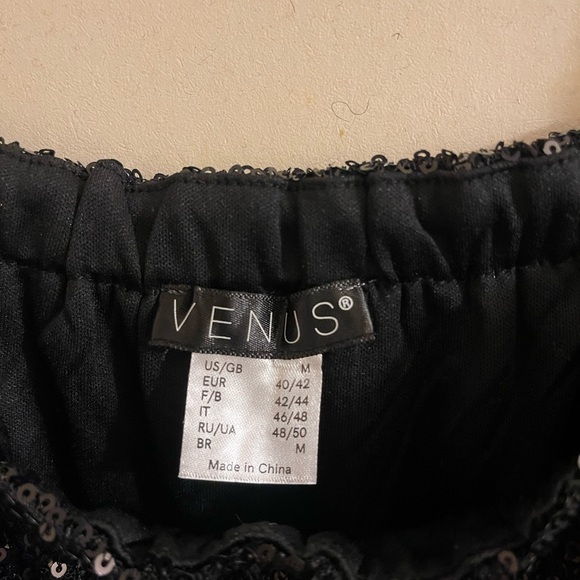 VENUS®
US/GB M
EUR 40/42
F/B 42/44
IT 46/48
RU/UA 48/50
BR M
Made in China